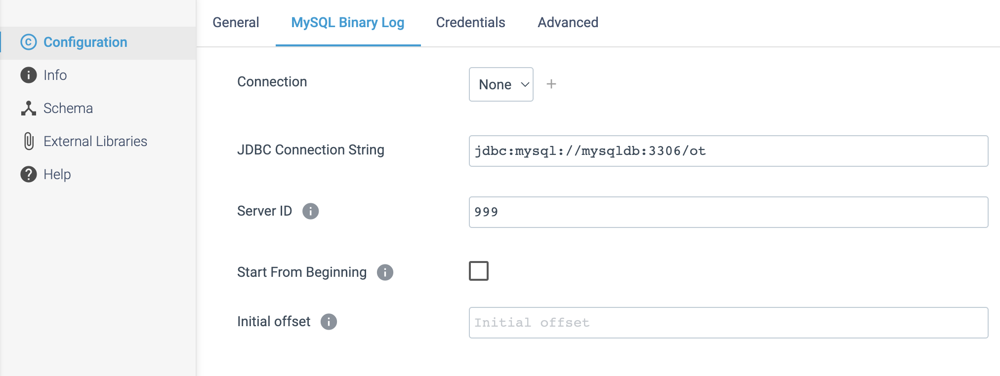 Configuration
Info
Schema
External Libraries
Help
General MySQL Binary Log Credentials Advanced
Connection None
JDBC Connection String jdbc:mysql://mysqldb:3306/ot
Server ID 999
Start From Beginning
Initial offset Initial offset